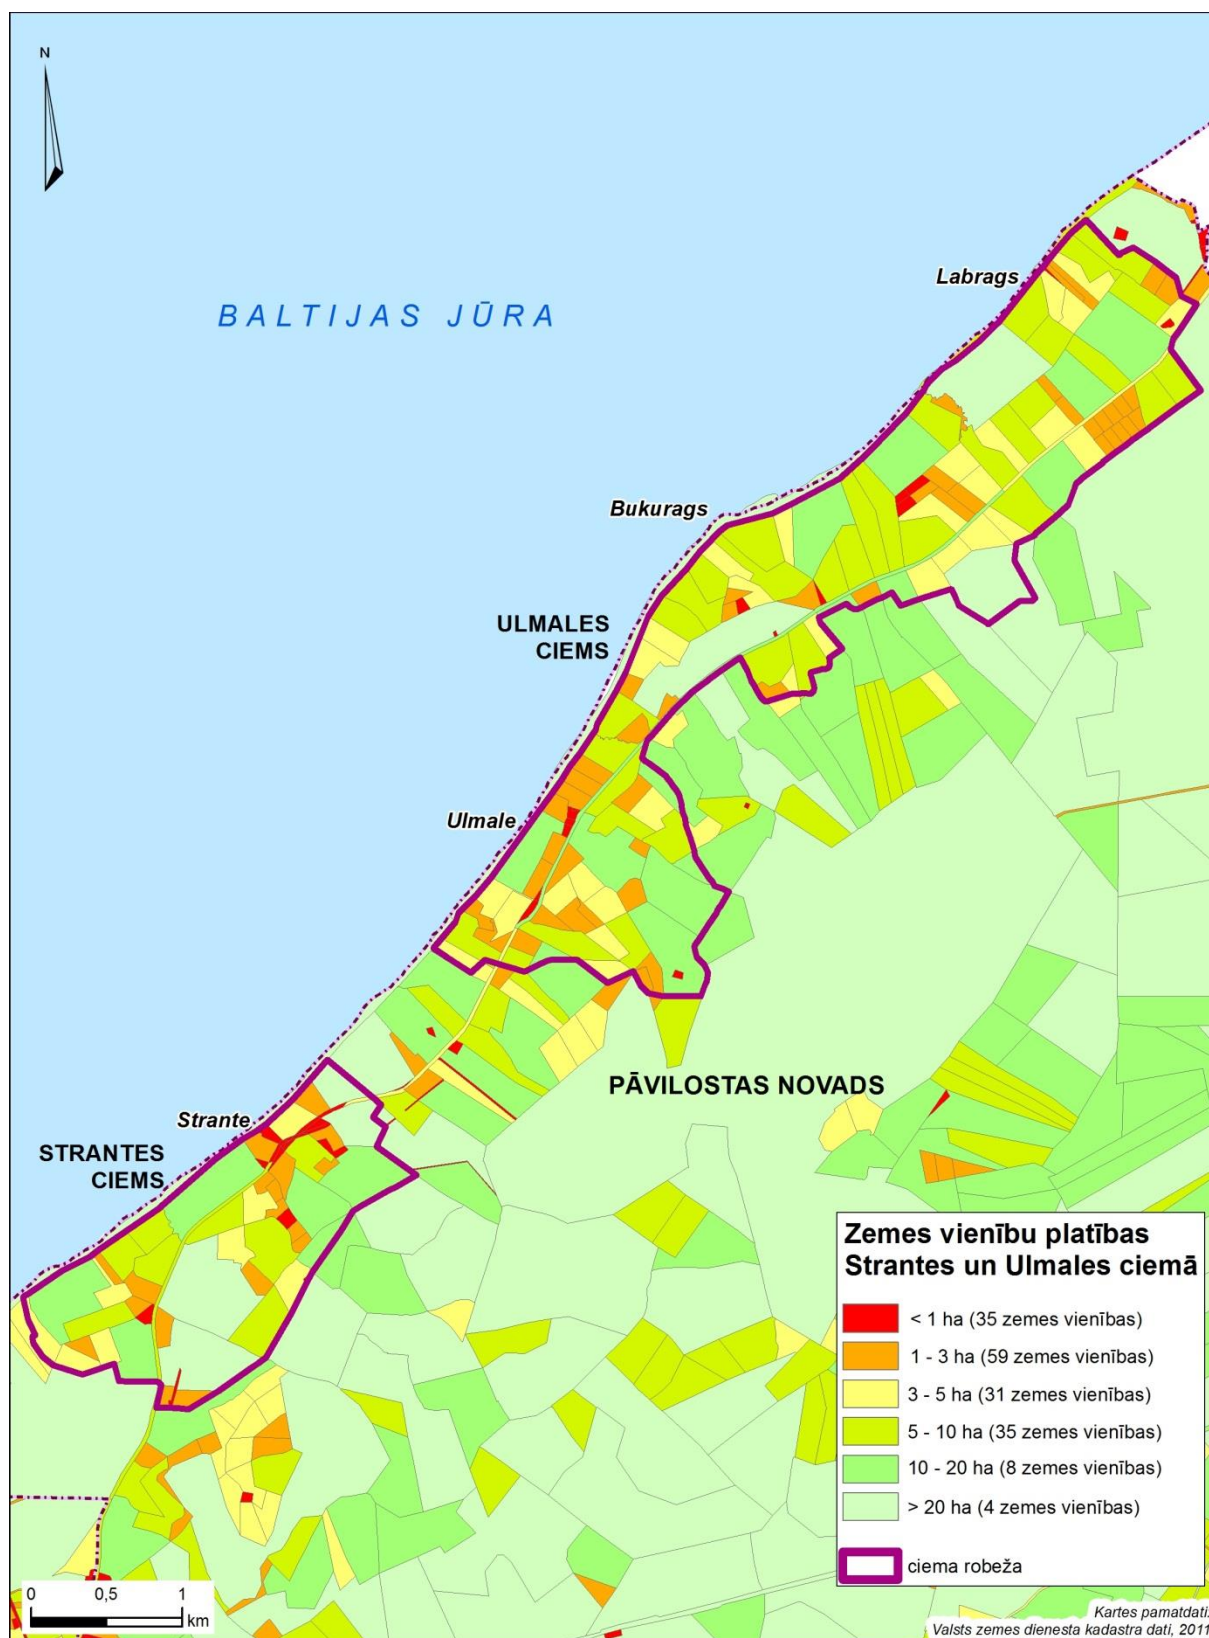 N
BALTIJAS JŪRA
Labrags
Bukurags
ULMALES
CIEMS
Ulmale
PĀVILOSTAS NOVADS
Strante
STRANTES
CIEMS
Zemes vienību platības
Strantes un Ulmales ciemā
< 1 ha (35 zemes vienības)
1 - 3 ha (59 zemes vienības)
3 - 5 ha (31 zemes vienības)
5 - 10 ha (35 zemes vienības)
10 - 20 ha (8 zemes vienības)
> 20 ha (4 zemes vienības)
ciema robeža
0 0,5 1
km
Kartes pamatdati:
Valsts zemes dienesta kadastra dati, 2011